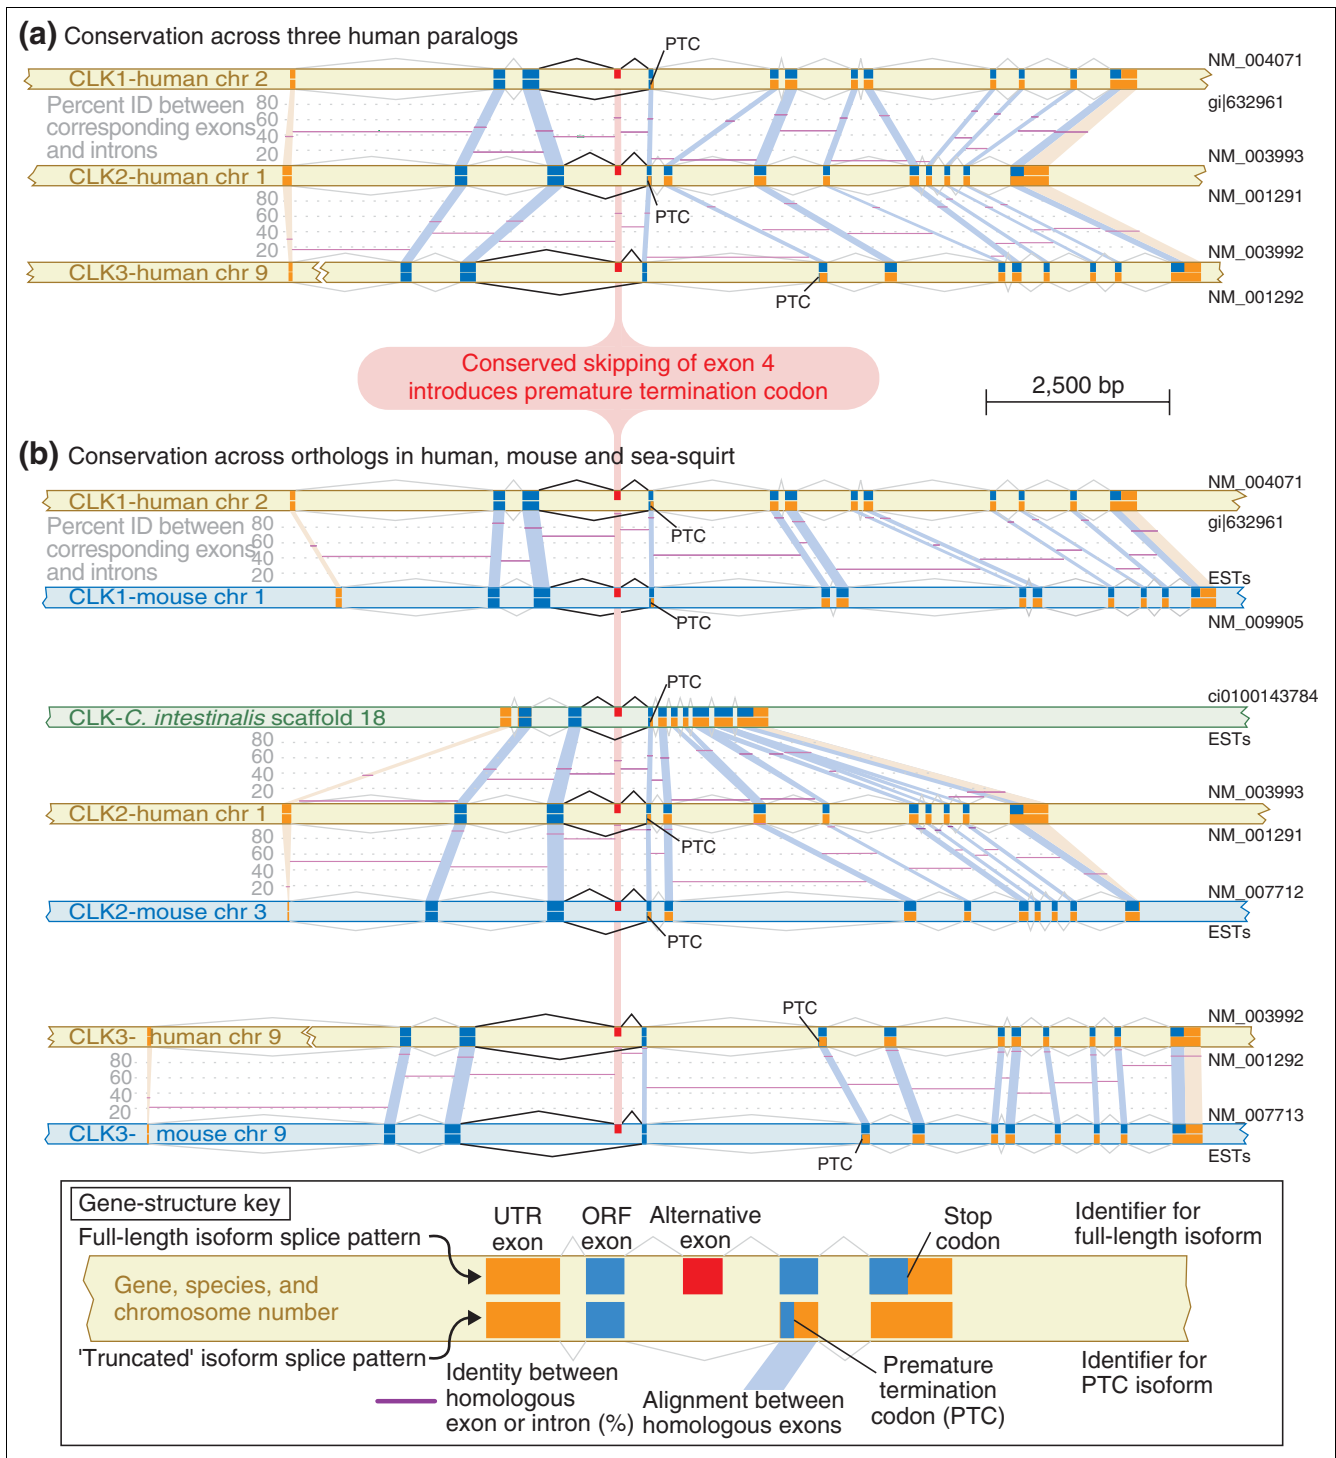 (a) Conservation across three human paralogs
PTC
NM_004071
CLK1-human chr 2
gi|632961
Percent ID between
corresponding exons
and introns
80
60
40
20
NM_003993
CLK2-human chr 1
NM_001291
PTC
80
60
40
20
NM_003992
CLK3-human chr 9
NM_001292
PTC
Conserved skipping of exon 4
introduces premature termination codon
2,500 bp
(b) Conservation across orthologs in human, mouse and sea-squirt
NM_004071
CLK1-human chr 2
gi|632961
PTC
Percent ID between
corresponding exons
and introns
80
60
40
20
ESTs
CLK1-mouse chr 1
NM_009905
PTC
PTC
ci0100143784
CLK-C. intestinalis scaffold 18
ESTs
80
60
40
20
NM_003993
CLK2-human chr 1
NM_001291
PTC
80
60
40
20
NM_007712
CLK2-mouse chr 3
ESTs
PTC
PTC
NM_003992
CLK3- human chr 9
NM_001292
80
60
40
20
NM_007713
CLK3- mouse chr 9
ESTs
PTC
Gene-structure key
Full-length isoform splice pattern
UTR
exon
ORF
exon
Alternative
exon
Stop
codon
Identifier for
full-length isoform
Gene, species, and
chromosome number
'Truncated' isoform splice pattern
Identity between
homologous
exon or intron (%)
Alignment between
homologous exons
Premature
termination
codon (PTC)
Identifier for
PTC isoform